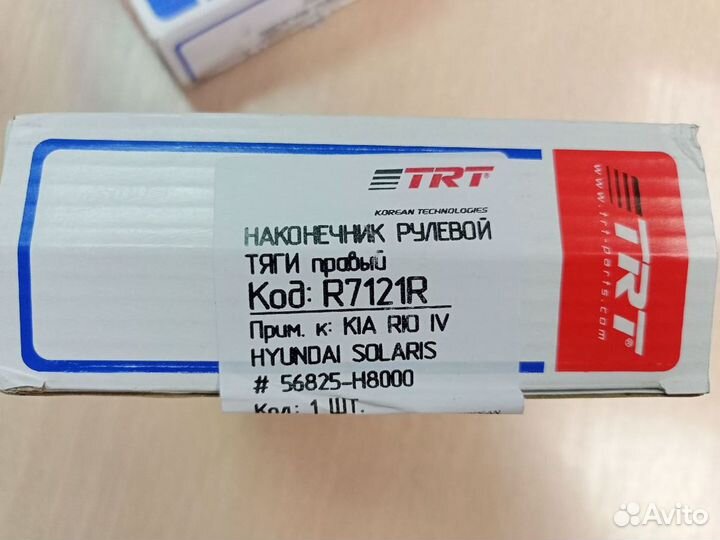 TRT®
KOREAN TECHNOLOGIES
НАКОНЕЧНИК РУЛЕВОЙ
ТЯГИ правый
Код: R7121R
Прим. к: KIA RIO IV
HYUNDAI SOLARIS
# 56825-H8000
Кол: 1 ШТ.
TRT®
www.trt-parts.com
Avito